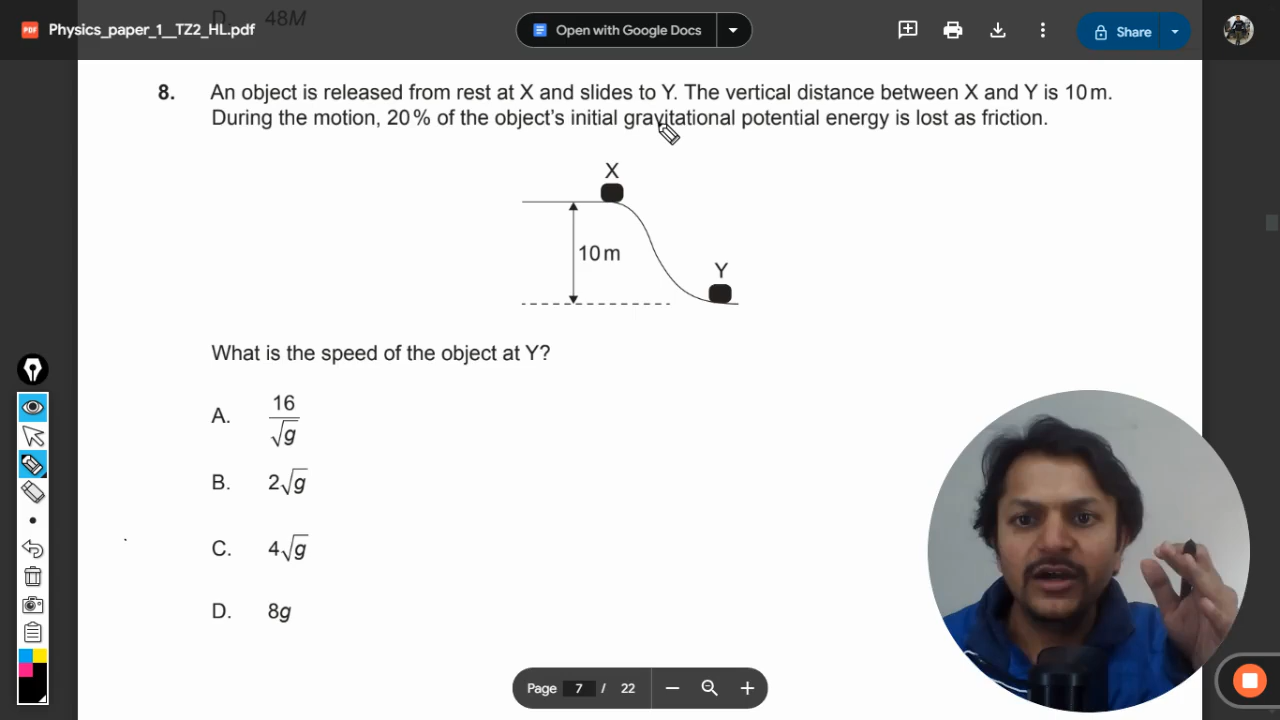 D. 48M
Physics_paper_1__TZ2_HL.pdf
Open with Google Docs
Share
8. An object is released from rest at X and slides to Y. The vertical distance between X and Y is 10 m.
During the motion, 20 % of the object's initial gravitational potential energy is lost as friction.
X
10 m
Y
What is the speed of the object at Y?
A. 16/√g
B. 2√g
C. 4√g
D. 8g
Page 7 / 22